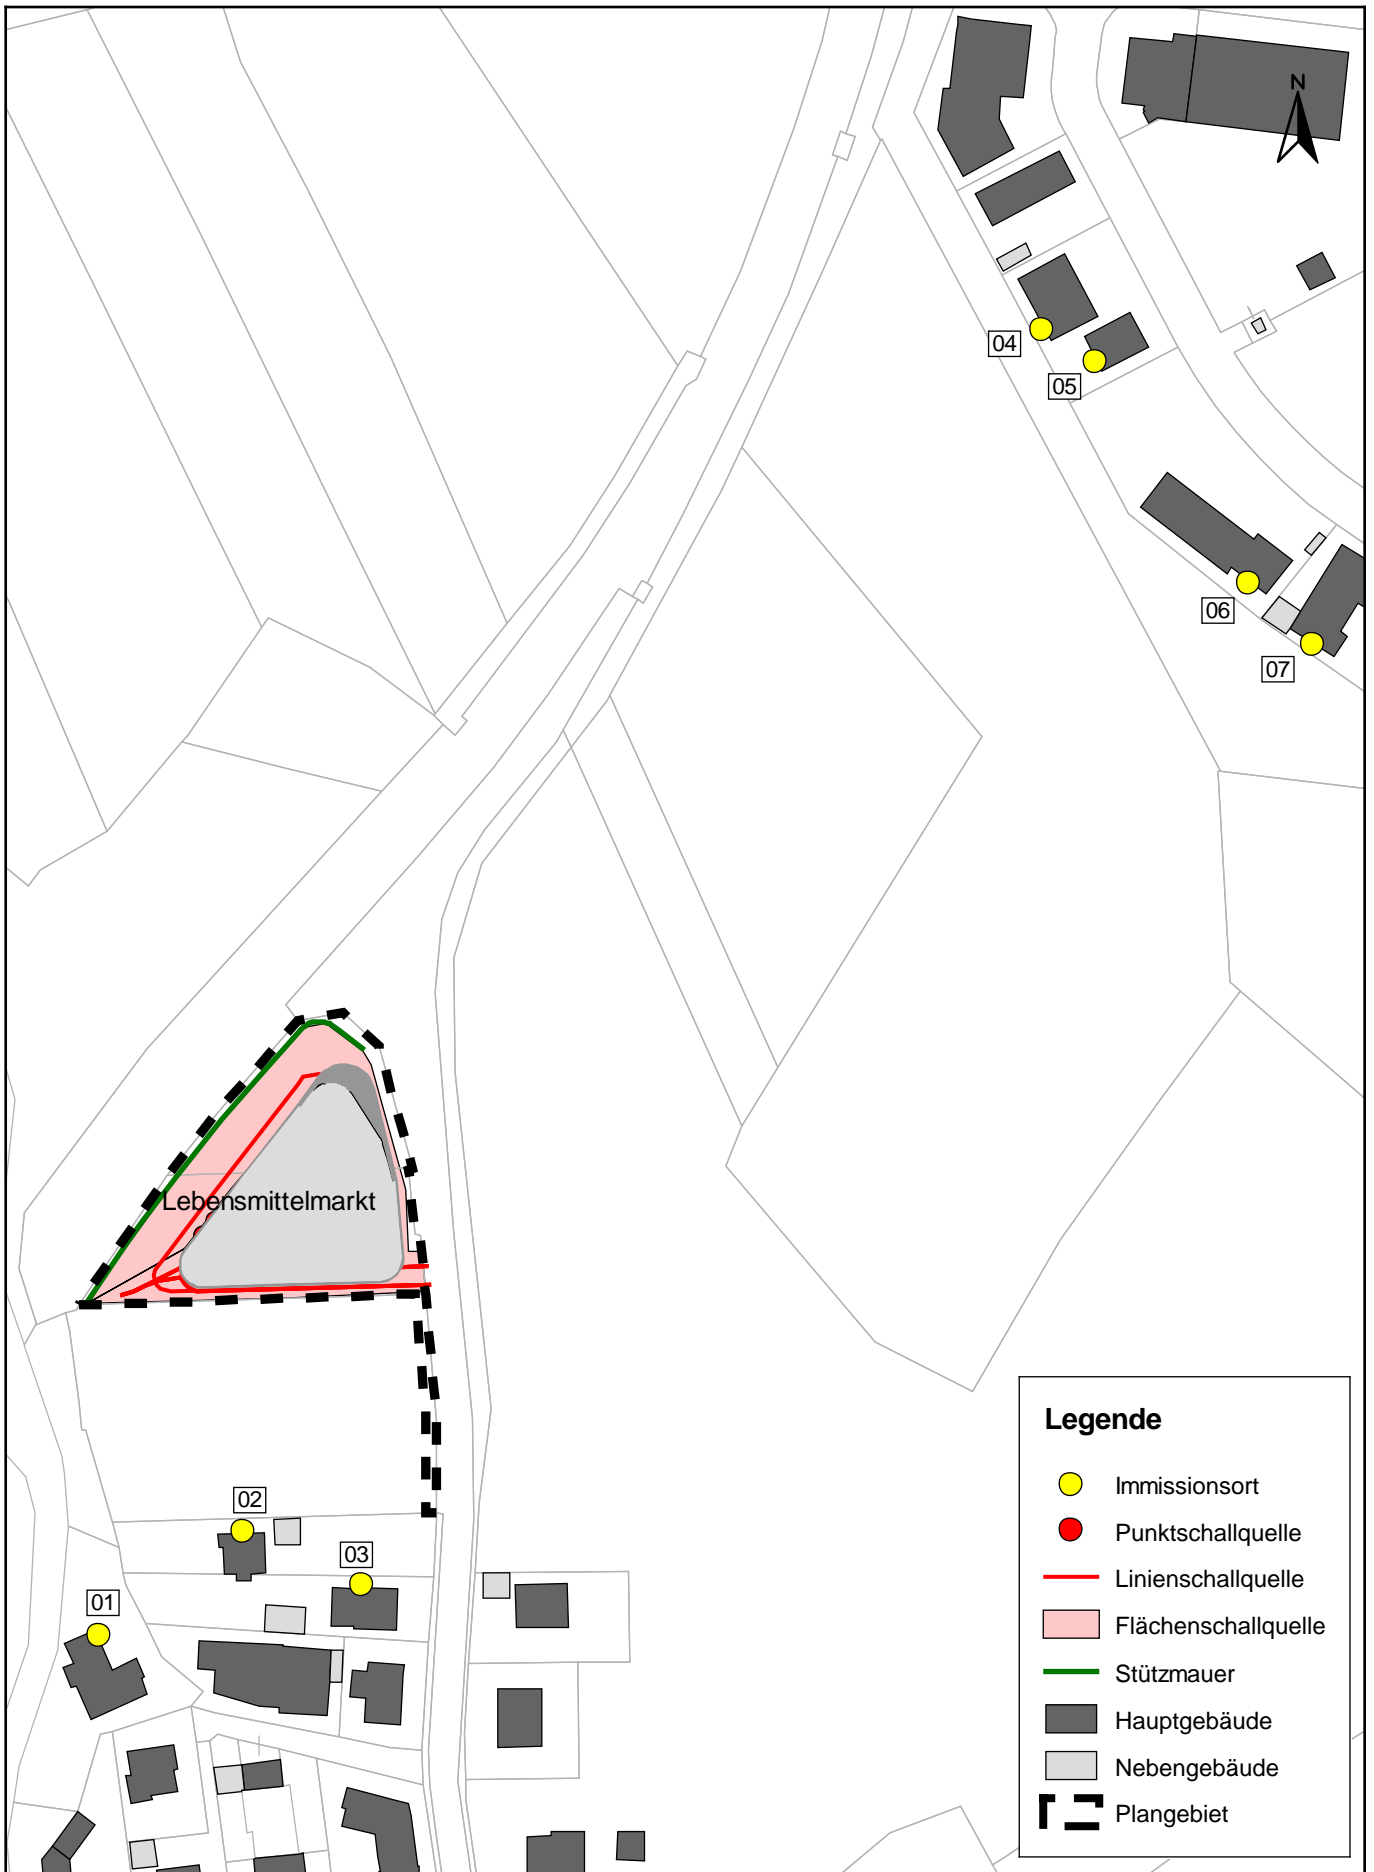 N
04
05
06
07
Lebensmittelmarkt
02
03
01
Legende
Immissionsort
Punktschallquelle
Linienschallquelle
Flächenschallquelle
Stützmauer
Hauptgebäude
Nebengebäude
Plangebiet